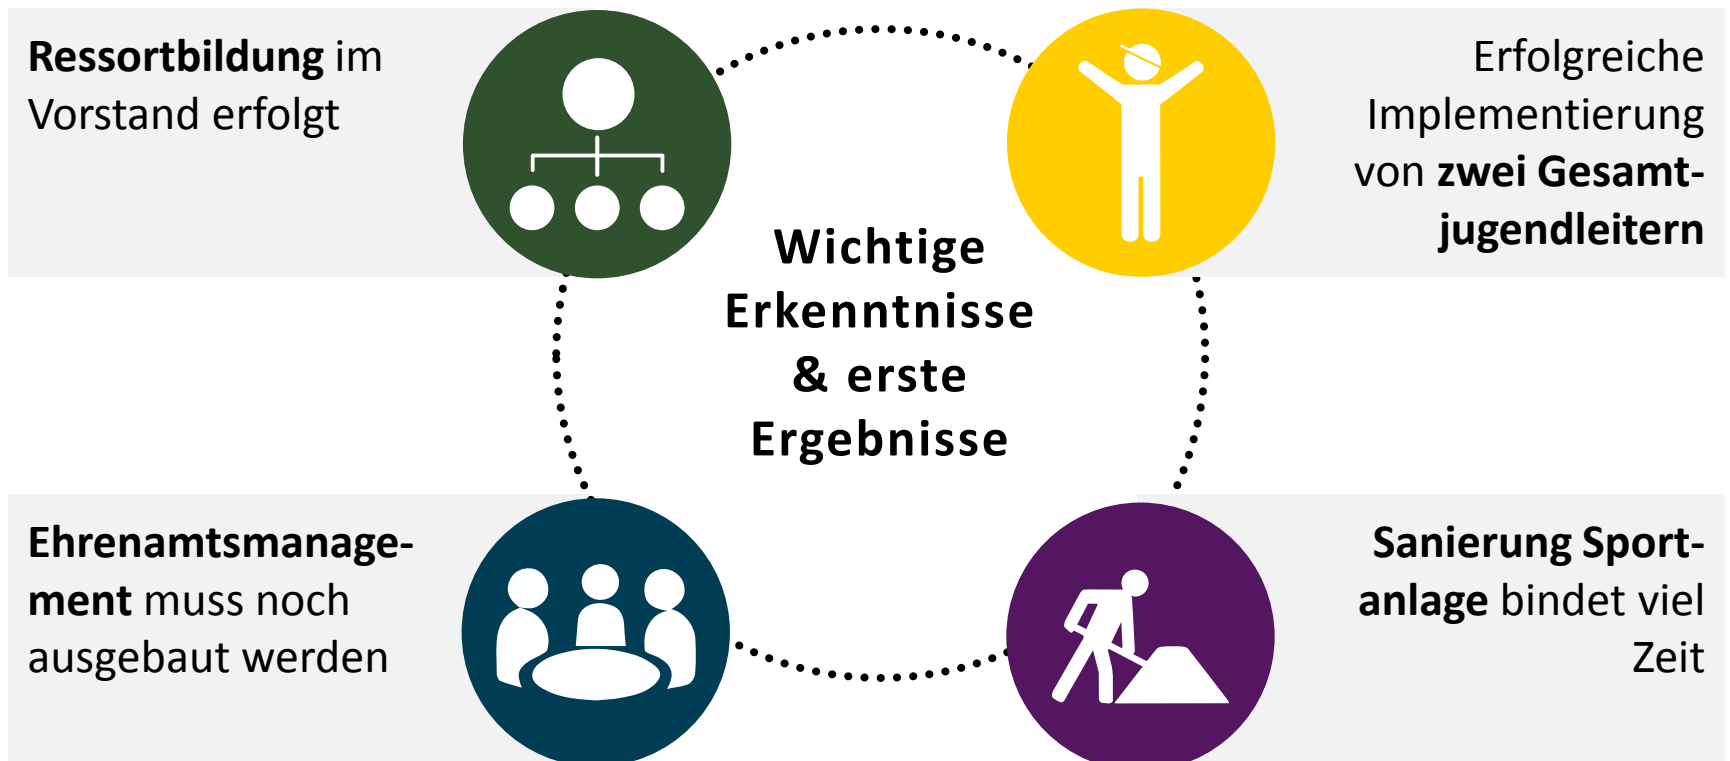 Ressortbildung im
Vorstand erfolgt
Erfolgreiche
Implementierung
von zwei Gesamt-
jugendleitern
Wichtige
Erkenntnisse
& erste
Ergebnisse
Ehrenamtsmanage-
ment muss noch
ausgebaut werden
Sanierung Sport-
anlage bindet viel
Zeit